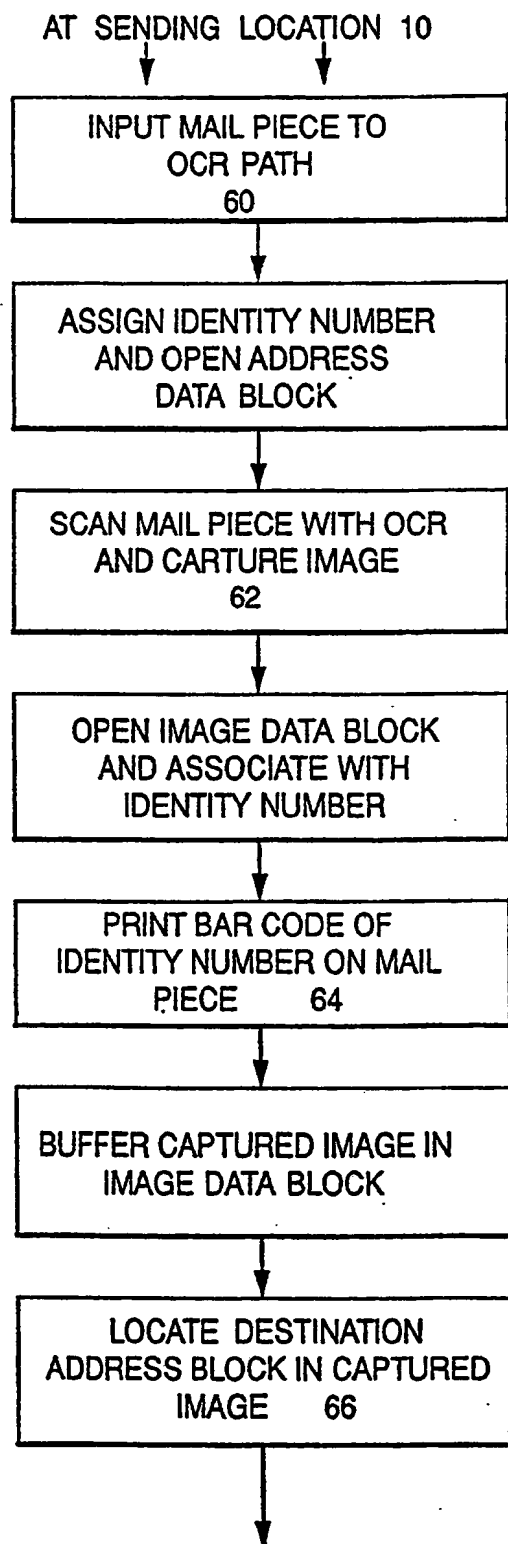 AT SENDING LOCATION 10
INPUT MAIL PIECE TO
OCR PATH
60
ASSIGN IDENTITY NUMBER
AND OPEN ADDRESS
DATA BLOCK
SCAN MAIL PIECE WITH OCR
AND CARTURE IMAGE
62
OPEN IMAGE DATA BLOCK
AND ASSOCIATE WITH
IDENTITY NUMBER
PRINT BAR CODE OF
IDENTITY NUMBER ON MAIL
PIECE 64
BUFFER CAPTURED IMAGE IN
IMAGE DATA BLOCK
LOCATE DESTINATION
ADDRESS BLOCK IN CAPTURED
IMAGE 66